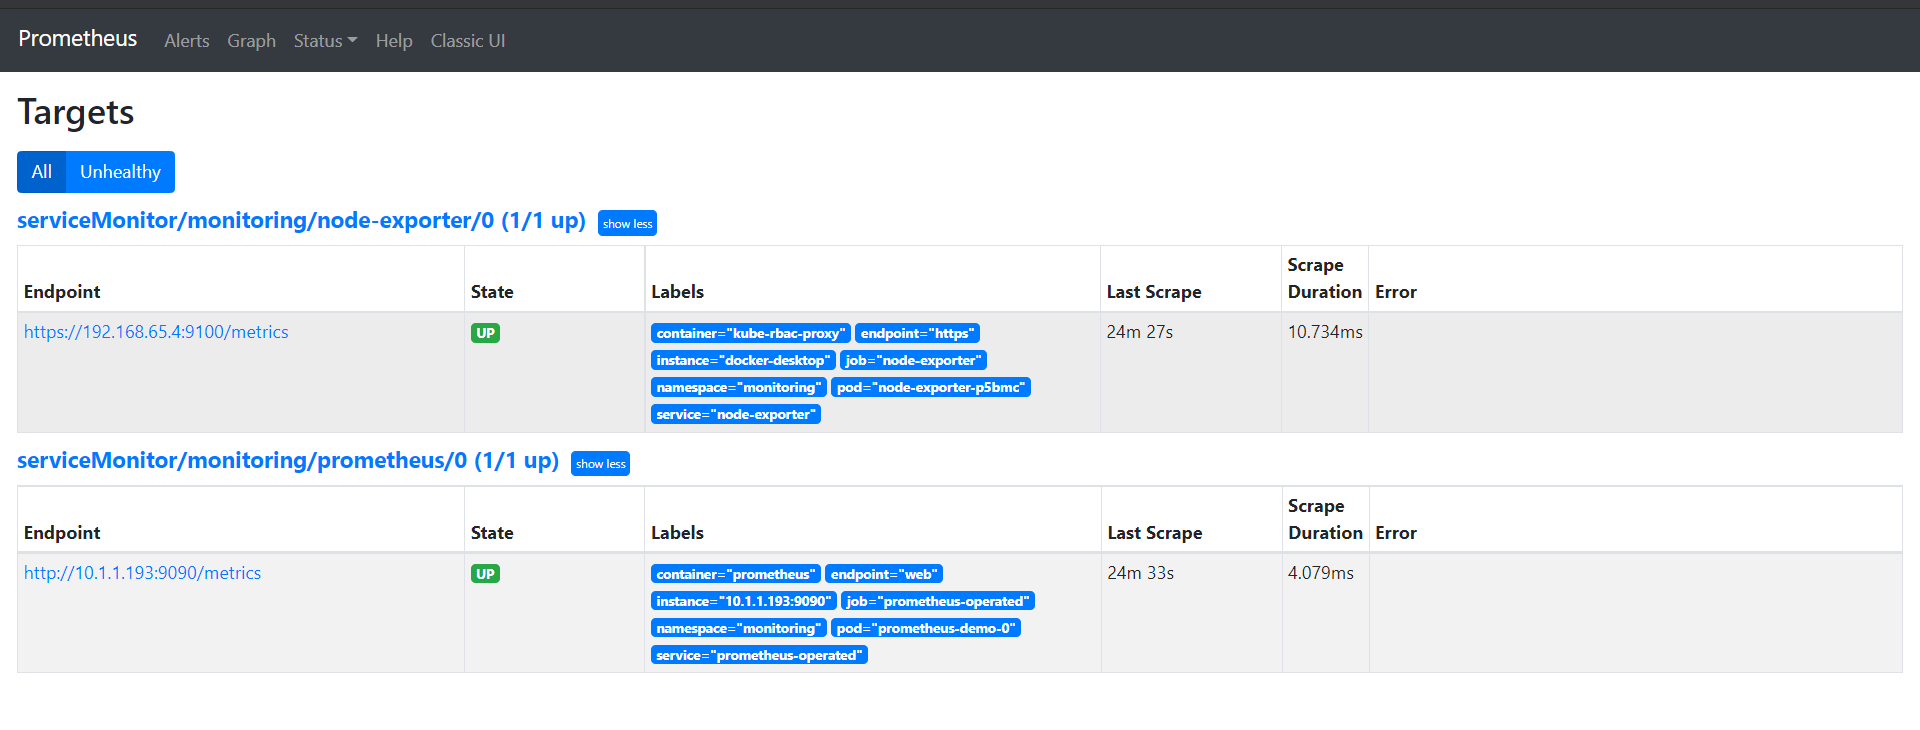 Prometheus Alerts Graph Status Help Classic UI
Targets
All Unhealthy
serviceMonitor/monitoring/node-exporter/0 (1/1 up) show less
Endpoint State Labels Last Scrape Scrape Duration Error
https://192.168.65.4:9100/metrics UP container="kube-rbac-proxy" endpoint="https" 24m 27s 10.734ms
instance="docker-desktop" job="node-exporter"
namespace="monitoring" pod="node-exporter-p5bmc"
service="node-exporter"
serviceMonitor/monitoring/prometheus/0 (1/1 up) show less
Endpoint State Labels Last Scrape Scrape Duration Error
http://10.1.1.193:9090/metrics UP container="prometheus" endpoint="web" 24m 33s 4.079ms
instance="10.1.1.193:9090" job="prometheus-operated"
namespace="monitoring" pod="prometheus-demo-0"
service="prometheus-operated"